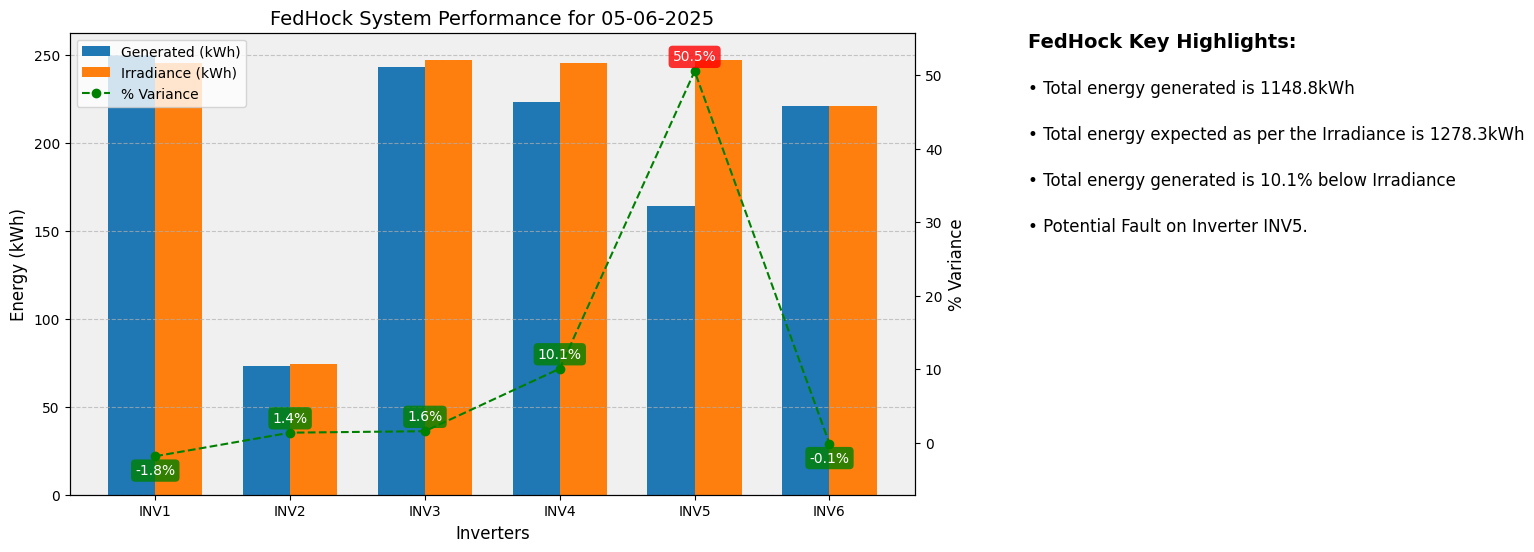 FedHock System Performance for 05-06-2025
Generated (kWh)
Irradiance (kWh)
% Variance
Energy (kWh)
250
200
150
100
50
0
50
40
30
20
10
0
% Variance
-1.8%
1.4%
1.6%
10.1%
50.5%
-0.1%
INV1
INV2
INV3
INV4
INV5
INV6
Inverters
FedHock Key Highlights:
• Total energy generated is 1148.8kWh
• Total energy expected as per the Irradiance is 1278.3kWh
• Total energy generated is 10.1% below Irradiance
• Potential Fault on Inverter INV5.